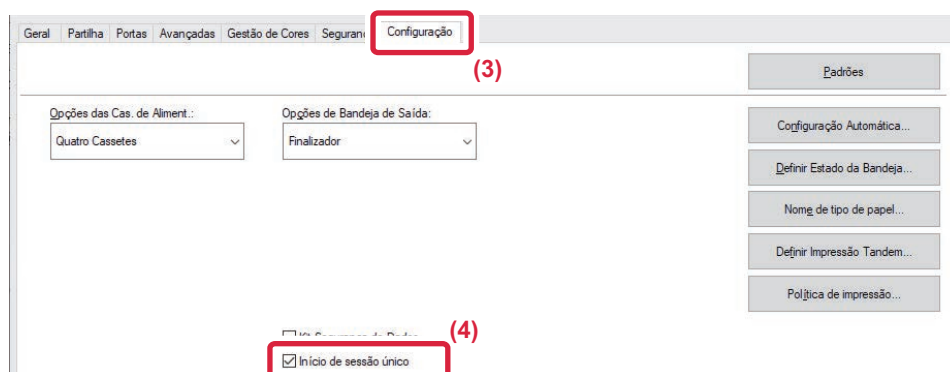 Geral Partilha Portas Avançadas Gestão de Cores Seguran Configuração
(3)
Padrões
Opções das Cas. de Aliment.: Opções de Bandeja de Saída:
Quatro Cassetes Finalizador
Configuração Automática...
Definir Estado da Bandeja...
Nome de tipo de papel...
Definir Impressão Tandem...
Política de impressão...
(4)
Início de sessão único